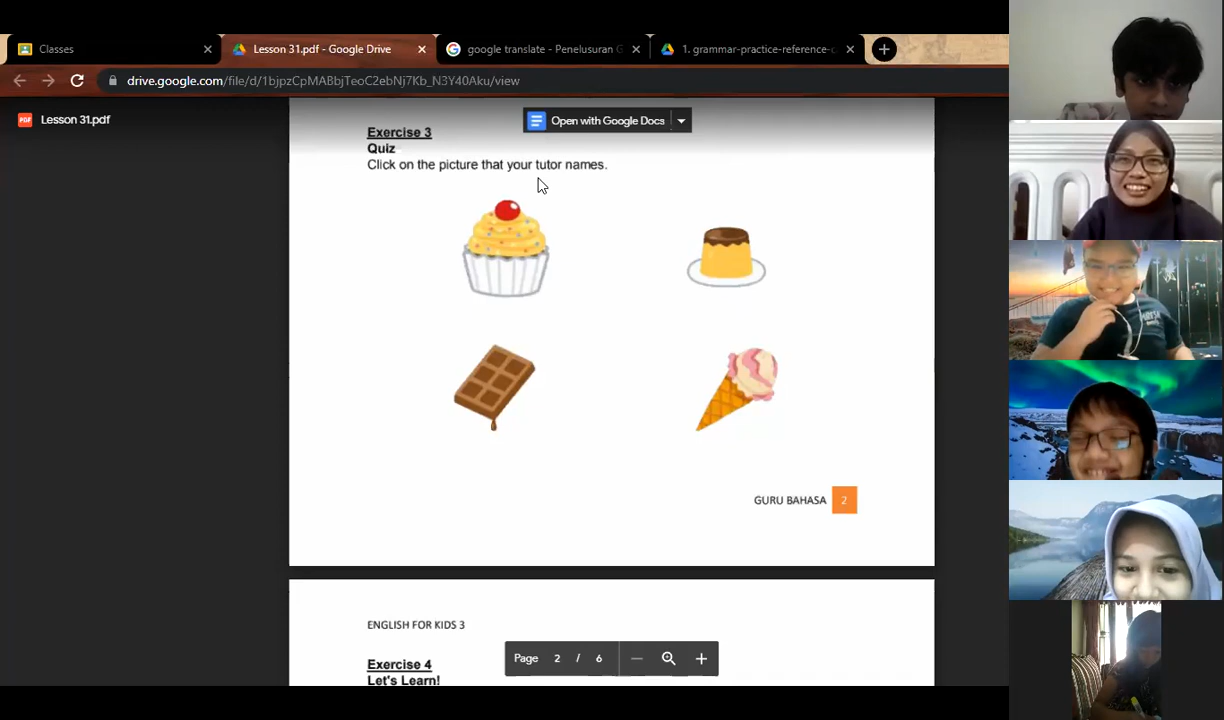 Classes
Lesson 31.pdf - Google Drive
google translate - Penelusuran G
1. grammar-practice-reference-
drive.google.com/file/d/1bjpzCpMABbjTeoC2ebNj7Kb_N3Y40Aku/view
PDF
Lesson 31.pdf
Open with Google Docs
Exercise 3
Quiz
Click on the picture that your tutor names.
GURU BAHASA 2
ENGLISH FOR KIDS 3
Exercise 4
Let's Learn!
Page 2 / 6